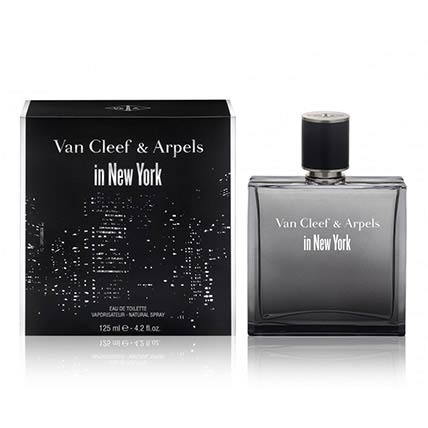 Van Cleef & Arpels
in New York
EAU DE TOILETTE
VAPORISATEUR - NATURAL SPRAY
125 ml e - 4.2 fl.oz.
Van Cleef & Arpels
in New York